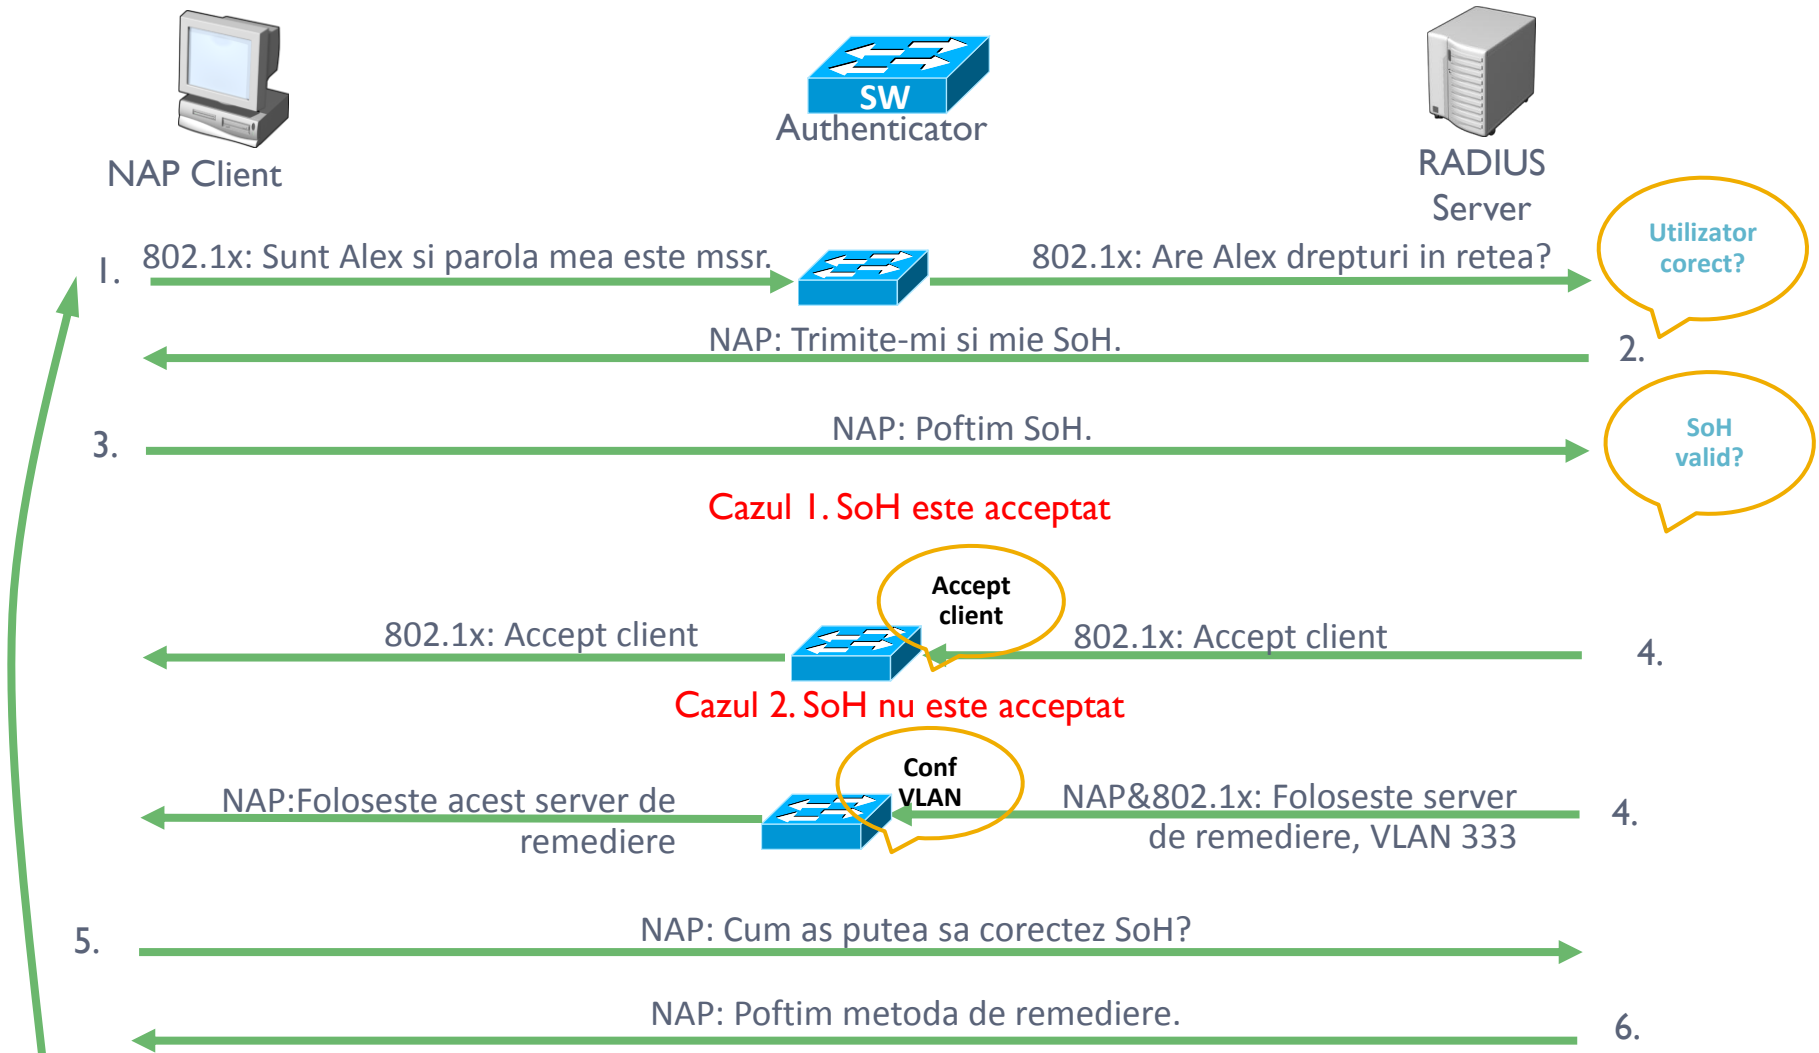 SW
Authenticator
NAP Client
RADIUS
Server
Utilizator
corect?
1.
802.1x: Sunt Alex si parola mea este mssr.
802.1x: Are Alex drepturi in retea?
NAP: Trimite-mi si mie SoH.
2.
3.
NAP: Poftim SoH.
SoH
valid?
Cazul 1. SoH este acceptat
Accept
client
802.1x: Accept client
802.1x: Accept client
4.
Cazul 2. SoH nu este acceptat
Conf
VLAN
NAP:Foloseste acest server de
remediere
NAP&802.1x: Foloseste server
de remediere, VLAN 333
4.
5.
NAP: Cum as putea sa corectez SoH?
NAP: Poftim metoda de remediere.
6.